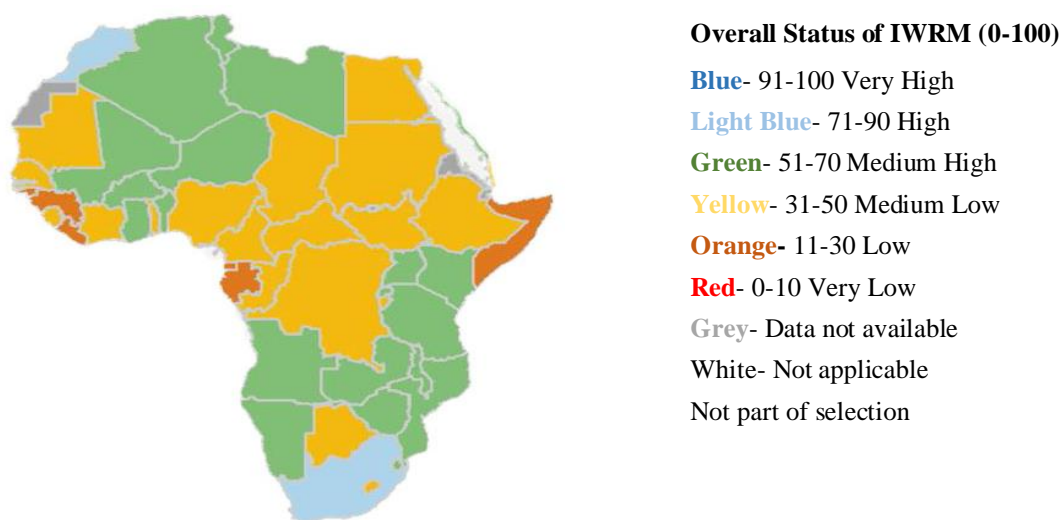 Overall Status of IWRM (0-100)
Blue- 91-100 Very High
Light Blue- 71-90 High
Green- 51-70 Medium High
Yellow- 31-50 Medium Low
Orange- 11-30 Low
Red- 0-10 Very Low
Grey- Data not available
White- Not applicable
Not part of selection